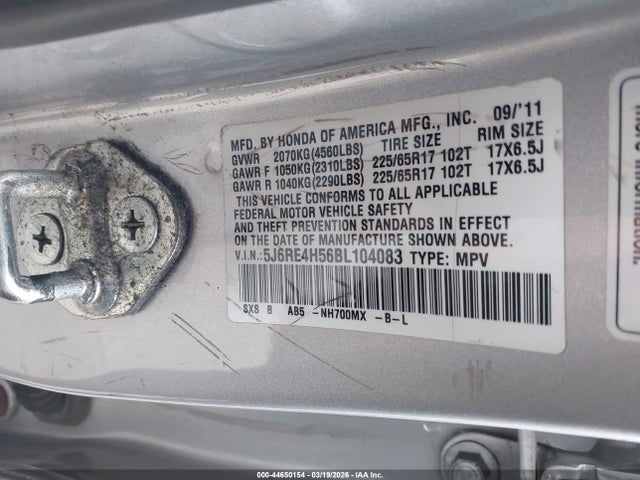 MFD. BY HONDA OF AMERICA MFG., INC. 09/'11
GVWR 2070KG(4560LBS) TIRE SIZE RIM SIZE
GAWR F 1050KG(2310LBS) 225/65R17 102T 17X6.5J
GAWR R 1040KG(2290LBS) 225/65R17 102T 17X6.5J
THIS VEHICLE CONFORMS TO ALL APPLICABLE
FEDERAL MOTOR VEHICLE SAFETY
AND THEFT PREVENTION STANDARDS IN EFFECT
ON THE DATE OF MANUFACTURE SHOWN ABOVE.
V.I.N.:5J6RE4H56BL104083 TYPE: MPV
SXS B AB5 -NH700MX -B-L
000-44650154 - 03/19/2026 - IAA Inc.